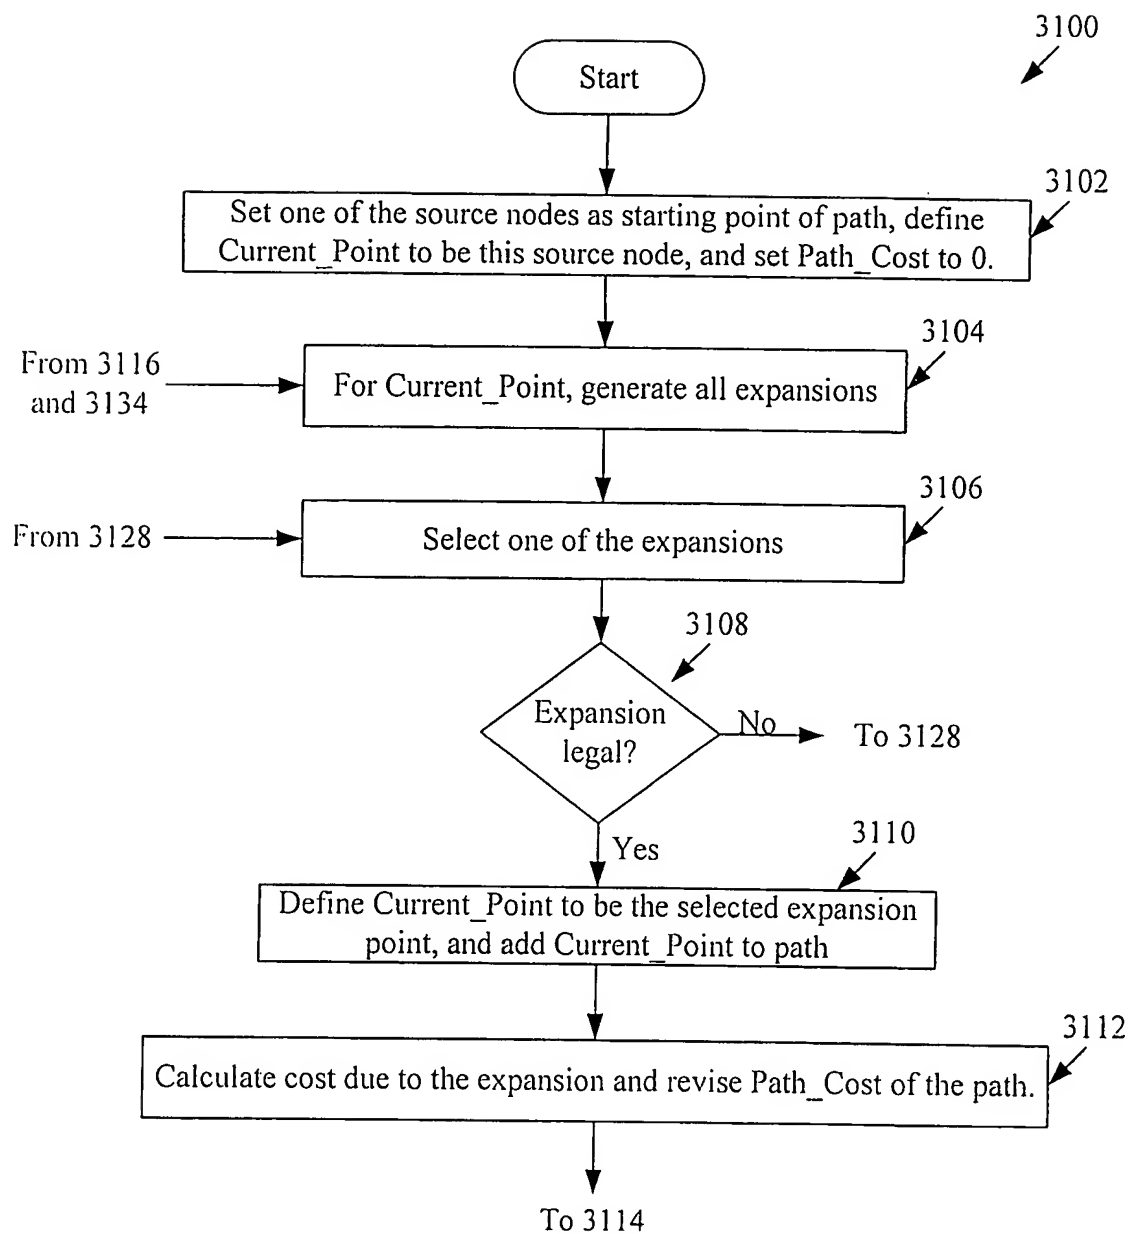 3100
Start
3102
Set one of the source nodes as starting point of path, define
Current_Point to be this source node, and set Path_Cost to 0.
3104
From 3116
and 3134
For Current_Point, generate all expansions
3106
From 3128
Select one of the expansions
3108
Expansion
legal?
No
To 3128
Yes
3110
Define Current_Point to be the selected expansion
point, and add Current_Point to path
3112
Calculate cost due to the expansion and revise Path_Cost of the path.
To 3114